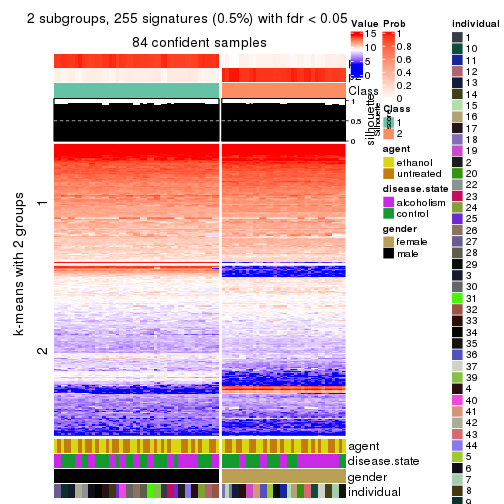 2 subgroups, 255 signatures (0.5%) with fdr < 0.05
84 confident samples
k-means with 2 groups
1
2
p2
Class
1
0.5
0
silhouette
agent
disease.state
gender
individual
Value
15
10
5
0
Prob
1
0.8
0.6
0.4
0.2
0
Class
1
2
agent
ethanol
untreated
disease.state
alcoholism
control
gender
female
male
individual
1
10
11
12
13
14
15
16
17
18
19
2
20
22
23
24
25
26
27
28
29
3
30
31
32
33
34
35
36
37
39
4
40
41
42
43
44
5
6
7
8
9